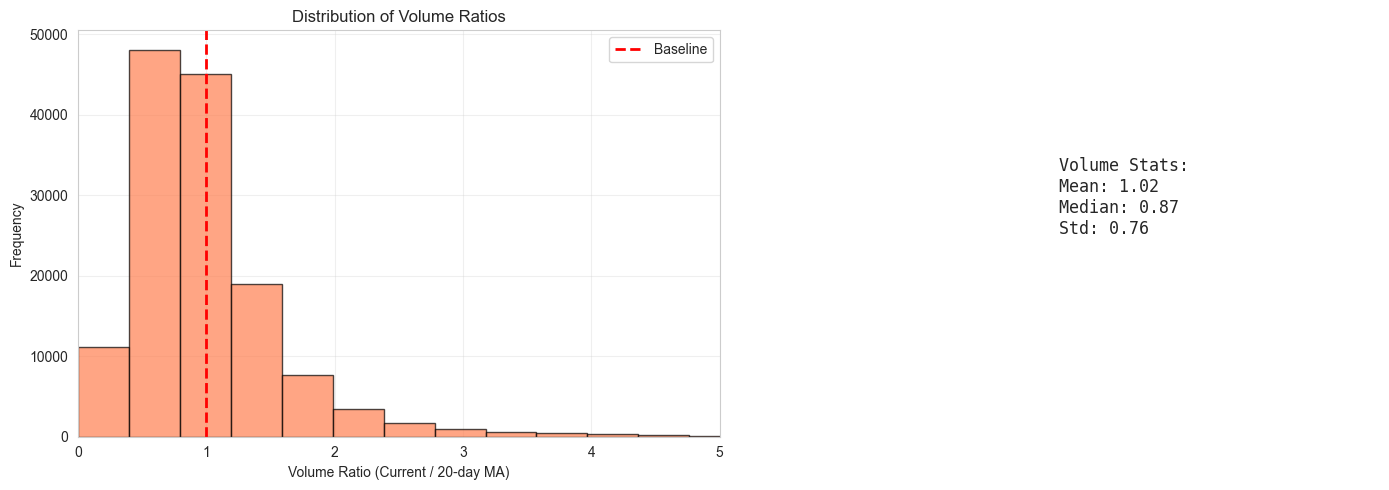 Distribution of Volume Ratios
50000
40000
30000
20000
10000
0
Frequency
Baseline
0 1 2 3 4 5
Volume Ratio (Current / 20-day MA)
Volume Stats:
Mean: 1.02
Median: 0.87
Std: 0.76